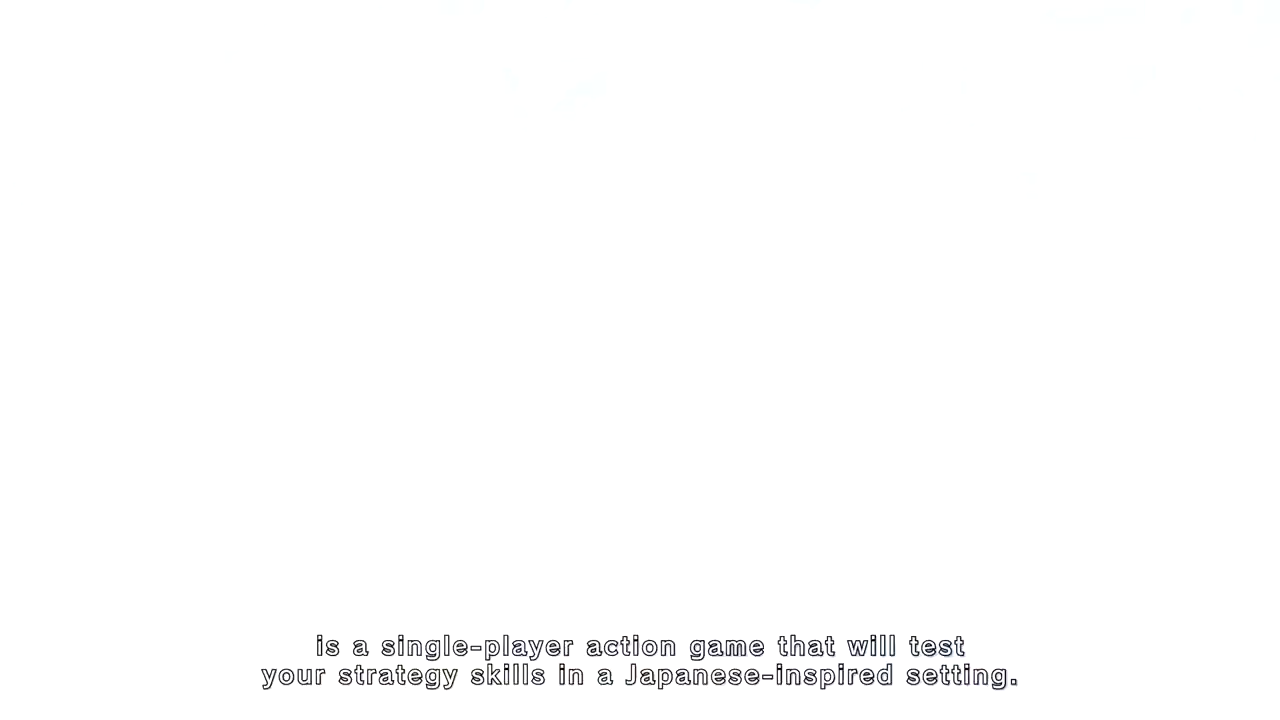 is a single-player action game that will test
your strategy skills in a Japanese-inspired setting.